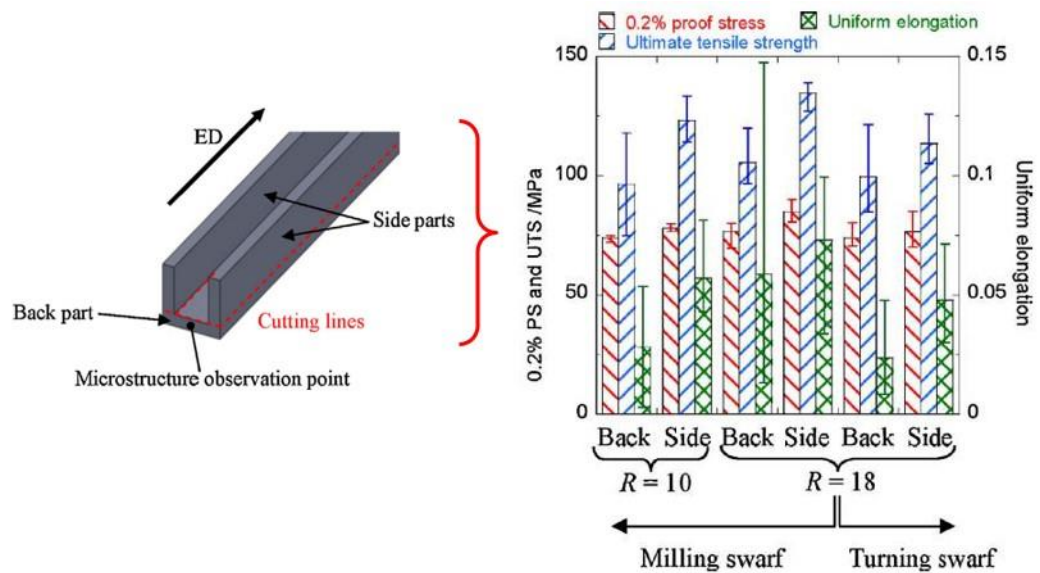 ED
Side parts
Back part
Cutting lines
Microstructure observation point
0.2% proof stress
Uniform elongation
Ultimate tensile strength
150
100
50
0
0.2% PS and UTS /MPa
0.15
0.1
0.05
0
Uniform elongation
Back Side Back Side Back Side
R = 10 R = 18
Milling swarf Turning swarf